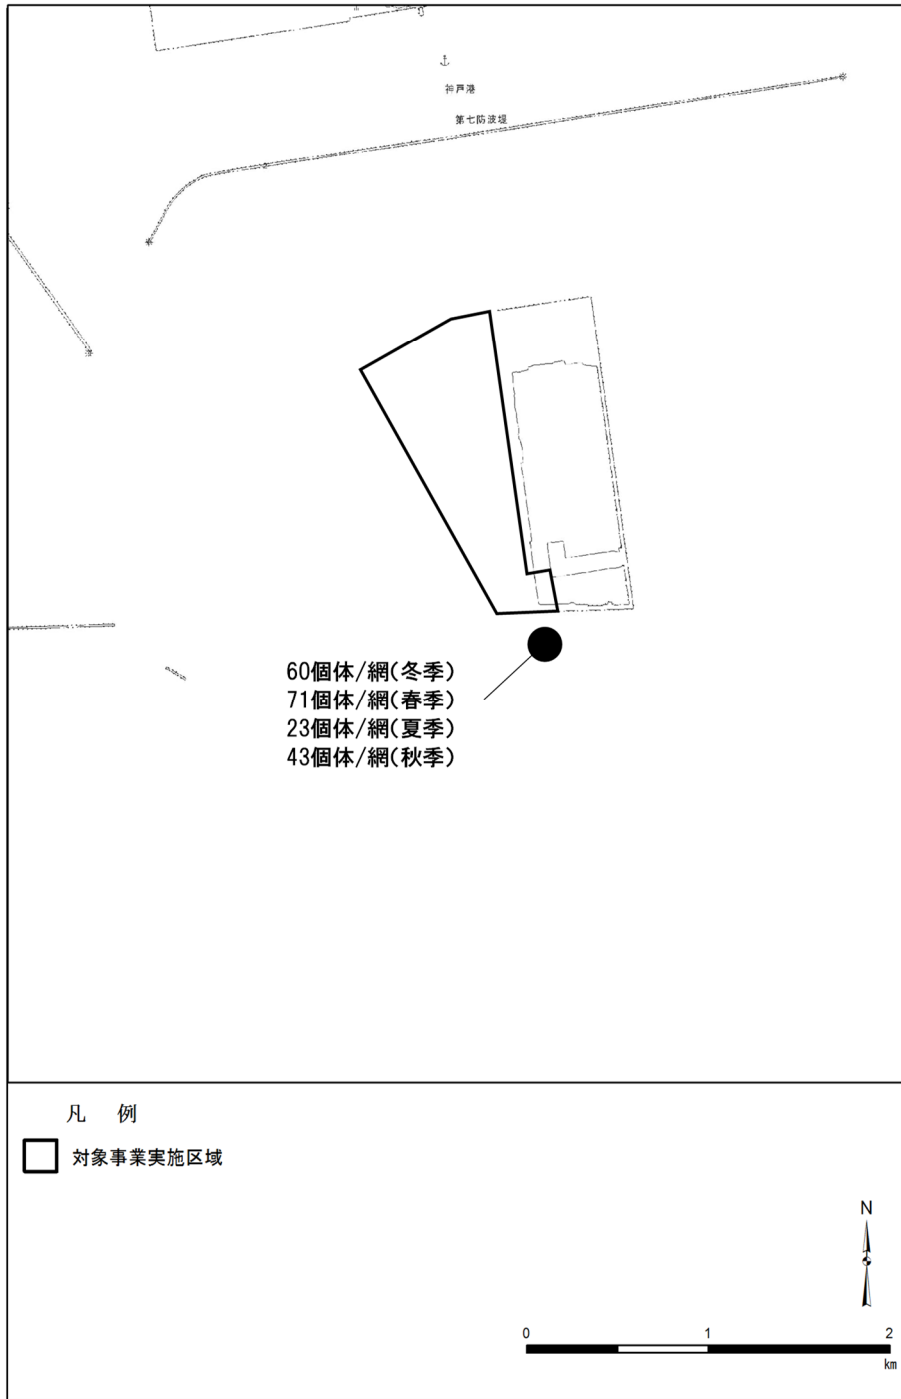 神戸港
第七防波堤
60個体/網(冬季)
71個体/網(春季)
23個体/網(夏季)
43個体/網(秋季)
凡 例
対象事業実施区域
N
0 1 2
km